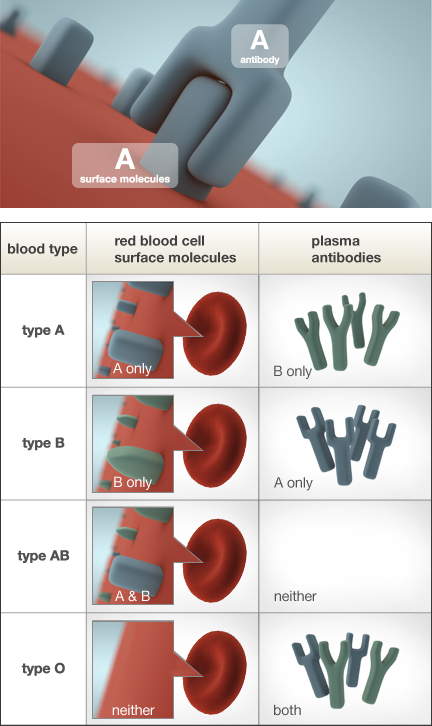 A
antibody
A
surface molecules
blood type
red blood cell
surface molecules
plasma
antibodies
type A
A only
B only
type B
B only
A only
type AB
A & B
neither
type O
neither
both